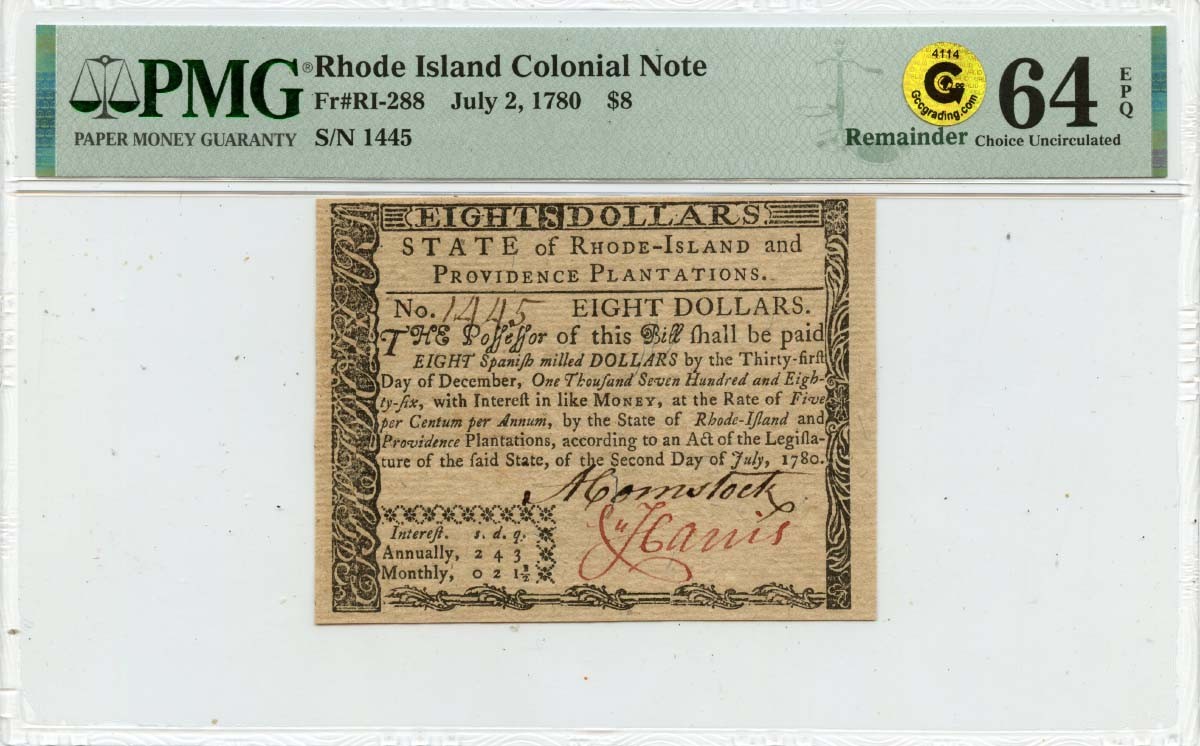 PMG® Rhode Island Colonial Note
Fr#RI-288 July 2, 1780 $8
PAPER MONEY GUARANTY S/N 1445
Remainder
64 EPQ
Choice Uncirculated
4114
G
Gccgrading.com
EIGHT S DOLLARS
STATE of RHODE-ISLAND and
PROVIDENCE PLANTATIONS.
No. 1445 EIGHT DOLLARS.
THE Poſſeſſor of this Bill ſhall be paid
EIGHT Spaniſh milled DOLLARS by the Thirty-firſt
Day of December, One Thouſand Seven Hundred and Eigh-
ty-ſix, with Intereſt in like MONEY, at the Rate of Five
per Centum per Annum, by the State of Rhode-Iſland and
Providence Plantations, according to an Act of the Legiſla-
ture of the ſaid State, of the Second Day of July, 1780.
A Comstock
Harris
Intereſt. s. d. q.
Annually, 2 4 3
Monthly, 0 2 1½